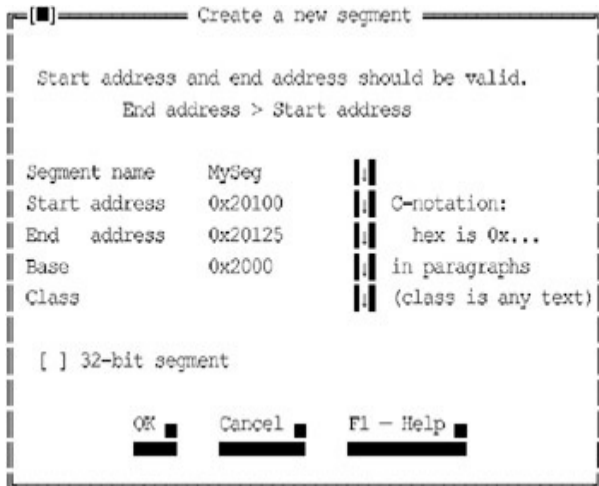 [■] Create a new segment
Start address and end address should be valid.
End address > Start address
Segment name MySeg ↓
Start address 0x20100 ↓ C-notation:
End address 0x20125 ↓ hex is 0x...
Base 0x2000 ↓ in paragraphs
Class ↓ (class is any text)
[ ] 32-bit segment
OK Cancel F1 — Help